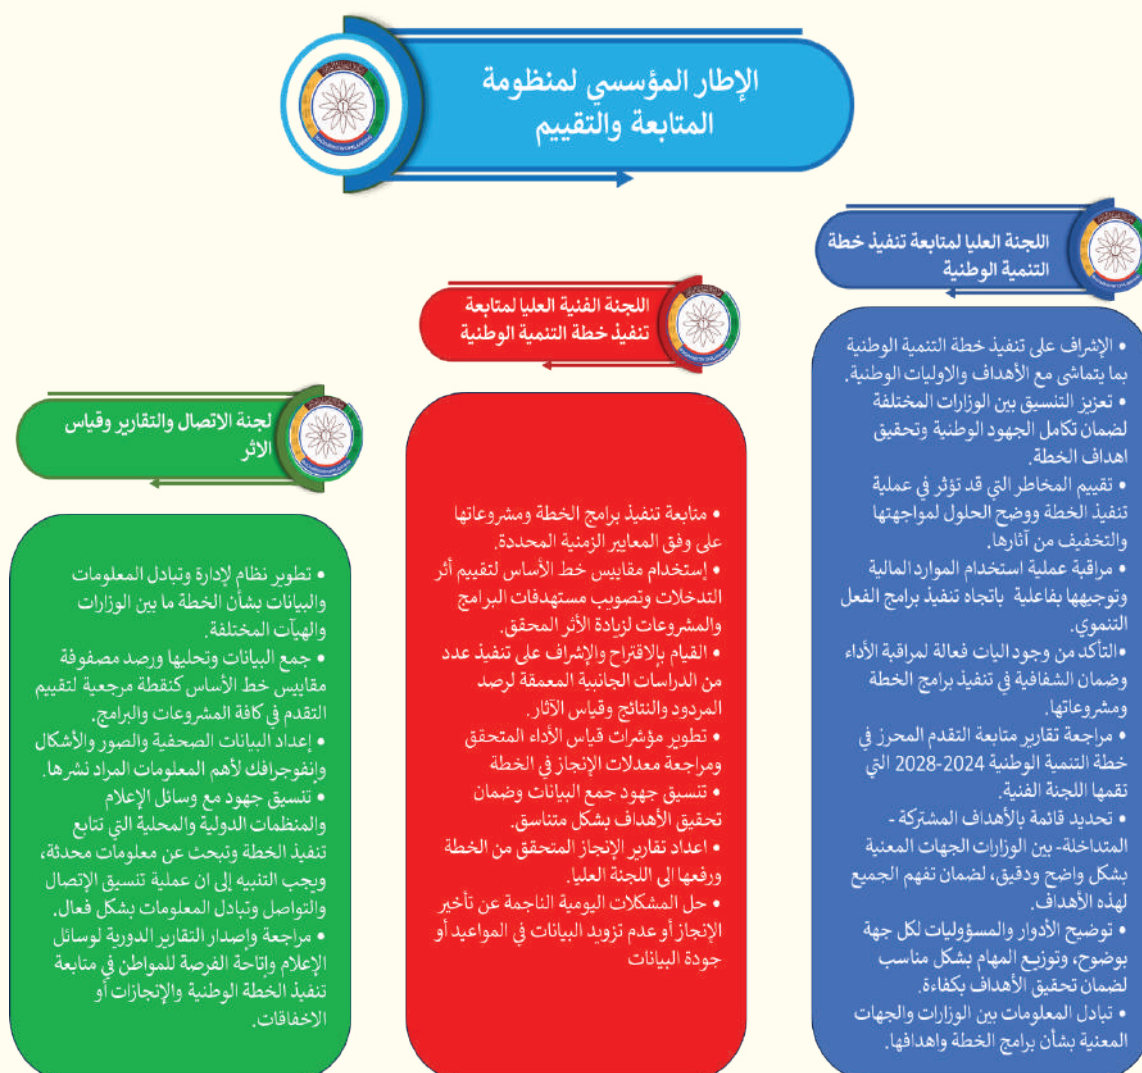 الإطار المؤسسي لمنظومة
المتابعة والتقييم
اللجنة العليا لمتابعة تنفيذ خطة
التنمية الوطنية
• الإشراف على تنفيذ خطة التنمية الوطنية
بما يتماشى مع الأهداف والاوليات الوطنية.
• تعزيز التنسيق بين الوزارات المختلفة
لضمان تكامل الجهود الوطنية وتحقيق
اهداف الخطة.
• تقييم المخاطر التي قد تؤثر في عملية
تنفيذ الخطة ووضح الحلول لمواجهتها
والتخفيف من آثارها.
• مراقبة عملية استخدام الموارد المالية
وتوجيهها بفاعلية باتجاه تنفيذ برامج الفعل
التنموي.
•التأكد من وجود اليات فعالة لمراقبة الأداء
وضمان الشفافية في تنفيذ برامج الخطة
ومشروعاتها.
• مراجعة تقارير متابعة التقدم المحرز في
خطة التنمية الوطنية 2024-2028 التي
تقمها اللجنة الفنية.
• تحديد قائمة بالأهداف المشتركة -
المتداخلة- بين الوزارات الجهات المعنية
بشكل واضح ودقيق، لضمان تفهم الجميع
لهذه الأهداف.
• توضيح الأدوار والمسؤوليات لكل جهة
بوضوح، وتوزيع المهام بشكل مناسب
لضمان تحقيق الأهداف بكفاءة.
• تبادل المعلومات بين الوزارات والجهات
المعنية بشأن برامج الخطة واهدافها.
اللجنة الفنية العليا لمتابعة
تنفيذ خطة التنمية الوطنية
• متابعة تنفيذ برامج الخطة ومشروعاتها
على وفق المعايير الزمنية المحددة.
• إستخدام مقاييس خط الأساس لتقييم أثر
التدخلات وتصويب مستهدفات البرامج
والمشروعات لزيادة الأثر المحقق.
• القيام بالاقتراح والإشراف على تنفيذ عدد
من الدراسات الجانبية المعمقة لرصد
المردود والنتائج وقياس الآثار.
• تطوير مؤشرات قياس الأداء المتحقق
ومراجعة معدلات الإنجاز في الخطة
• تنسيق جهود جمع البيانات وضمان
تحقيق الأهداف بشكل متناسق.
• اعداد تقارير الإنجاز المتحقق من الخطة
ورفعها الى اللجنة العليا.
• حل المشكلات اليومية الناجمة عن تأخير
الإنجاز أو عدم تزويد البيانات في المواعيد أو
جودة البيانات
لجنة الاتصال والتقارير وقياس
الاثر
• تطوير نظام لإدارة وتبادل المعلومات
والبيانات بشأن الخطة ما بين الوزارات
والهيآت المختلفة.
• جمع البيانات وتحليها ورصد مصفوفة
مقاييس خط الأساس كنقطة مرجعية لتقييم
التقدم في كافة المشروعات والبرامج.
• إعداد البيانات الصحفية والصور والأشكال
وإنفوجرافك لأهم المعلومات المراد نشرها.
• تنسيق جهود مع وسائل الإعلام
والمنظمات الدولية والمحلية التي تتابع
تنفيذ الخطة وتبحث عن معلومات محدثة،
ويجب التنبيه إلى ان عملية تنسيق الإتصال
والتواصل وتبادل المعلومات بشكل فعال.
• مراجعة وإصدار التقارير الدورية لوسائل
الإعلام وإتاحة الفرصة للمواطن في متابعة
تنفيذ الخطة الوطنية والإنجازات أو
الاخفاقات.